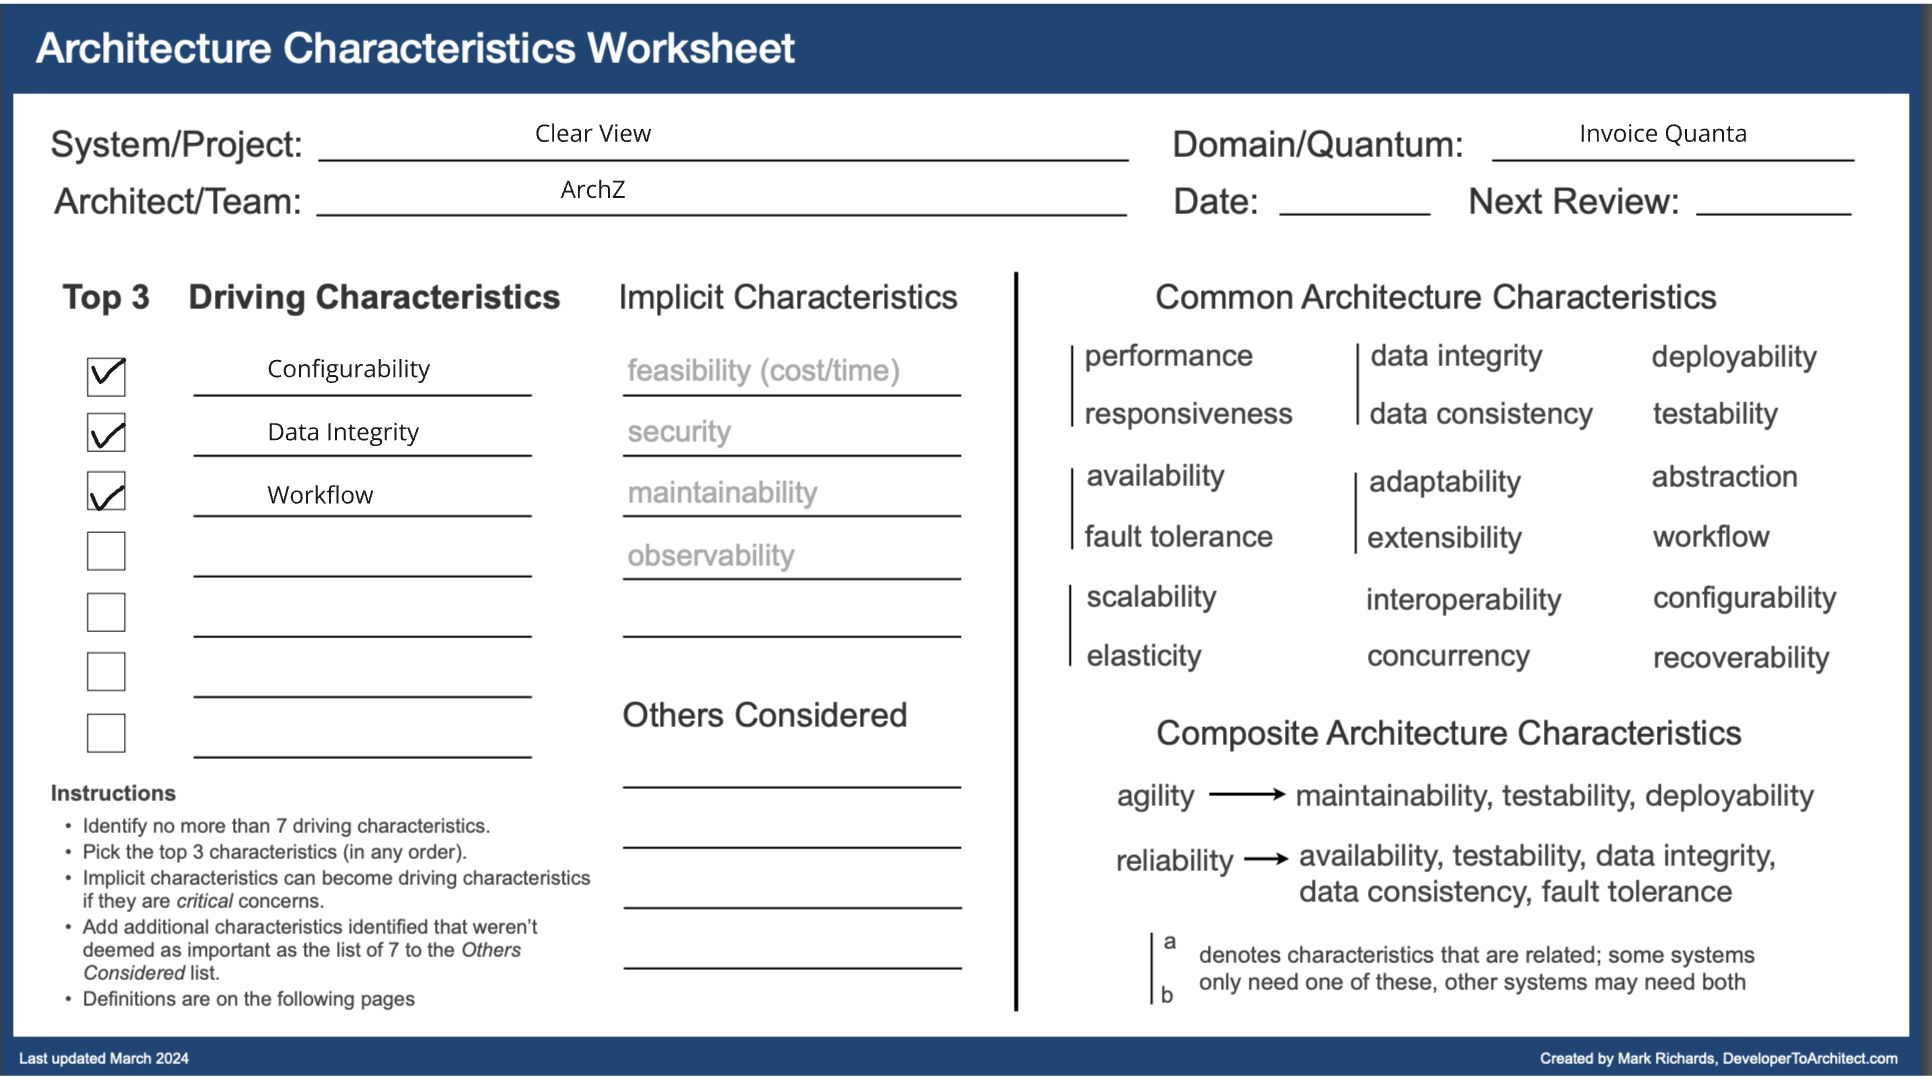 Architecture Characteristics Worksheet
System/Project: Clear View
Domain/Quantum: Invoice Quanta
Architect/Team: ArchZ
Date: Next Review:
Top 3 Driving Characteristics
Configurability
Data Integrity
Workflow
Implicit Characteristics
feasibility (cost/time)
security
maintainability
observability
Others Considered
Instructions
• Identify no more than 7 driving characteristics.
• Pick the top 3 characteristics (in any order).
• Implicit characteristics can become driving characteristics
if they are critical concerns.
• Add additional characteristics identified that weren't
deemed as important as the list of 7 to the Others
Considered list.
• Definitions are on the following pages
Common Architecture Characteristics
performance
responsiveness
availability
fault tolerance
scalability
elasticity
data integrity
data consistency
adaptability
extensibility
interoperability
concurrency
deployability
testability
abstraction
workflow
configurability
recoverability
Composite Architecture Characteristics
agility → maintainability, testability, deployability
reliability → availability, testability, data integrity,
data consistency, fault tolerance
a
b
denotes characteristics that are related; some systems
only need one of these, other systems may need both
Last updated March 2024
Created by Mark Richards, DeveloperToArchitect.com